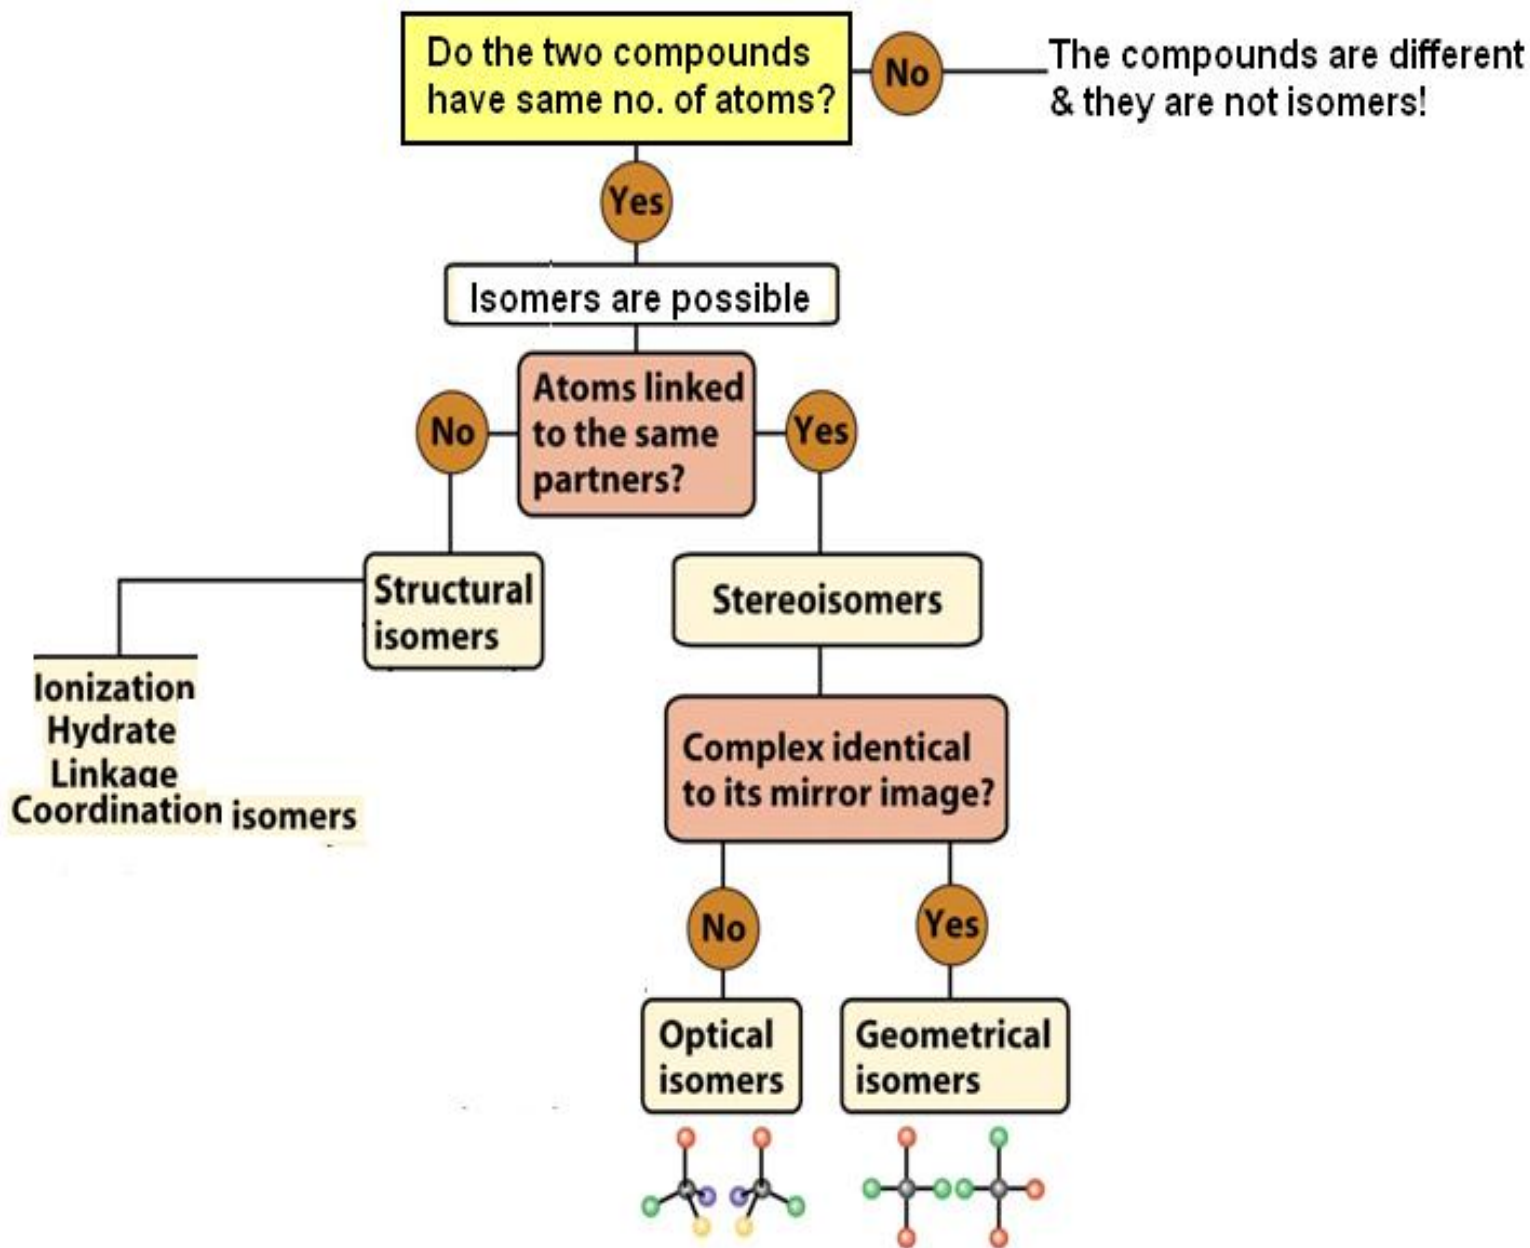 Do the two compounds
have same no. of atoms?
No
The compounds are different
& they are not isomers!
Yes
Isomers are possible
Atoms linked
to the same
partners?
No
Yes
Structural
isomers
Stereoisomers
Ionization
Hydrate
Linkage
Coordination isomers
Complex identical
to its mirror image?
No
Yes
Optical
isomers
Geometrical
isomers